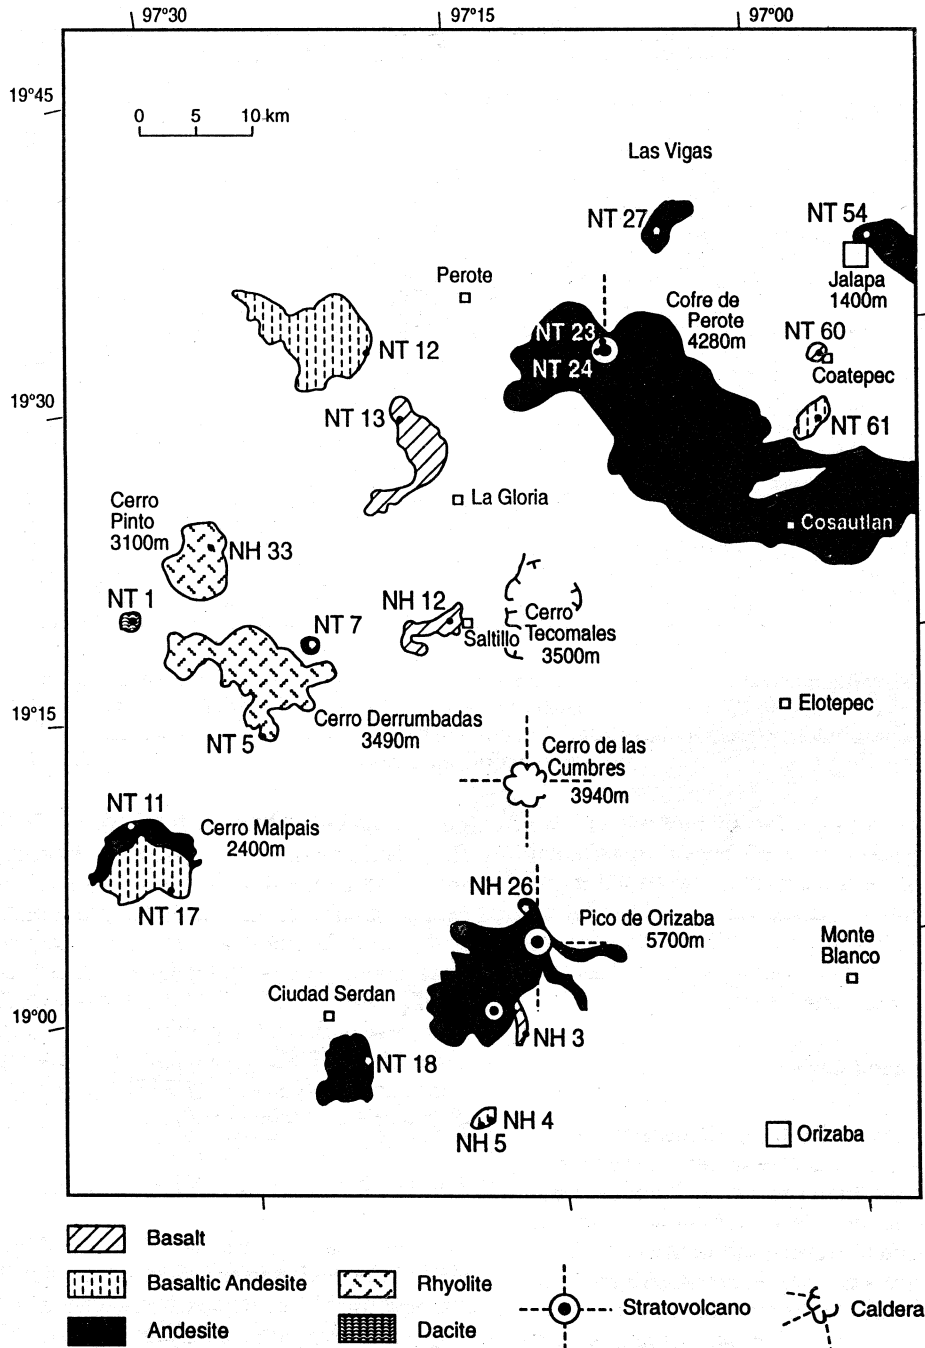 97°30
97°15
97°00
19°45
0 5 10 km
Las Vigas
NT 27
NT 54
Jalapa
1400m
Perote
Cofre de
Perote
4280m
NT 23
NT 24
NT 60
Coatepec
NT 12
19°30
NT 13
NT 61
Cerro
Pinto
3100m
La Gloria
Cosautlan
NH 33
NT 1
NT 7
NH 12
Saltillo
Cerro
Tecomales
3500m
Elotepec
19°15
NT 5
Cerro Derrumbadas
3490m
Cerro de las
Cumbres
3940m
NT 11
Cerro Malpais
2400m
NT 17
NH 26
Pico de Orizaba
5700m
Monte
Blanco
Ciudad Serdan
19°00
NH 3
NT 18
NH 4
NH 5
Orizaba
Basalt
Basaltic Andesite
Rhyolite
Stratovolcano
Caldera
Andesite
Dacite